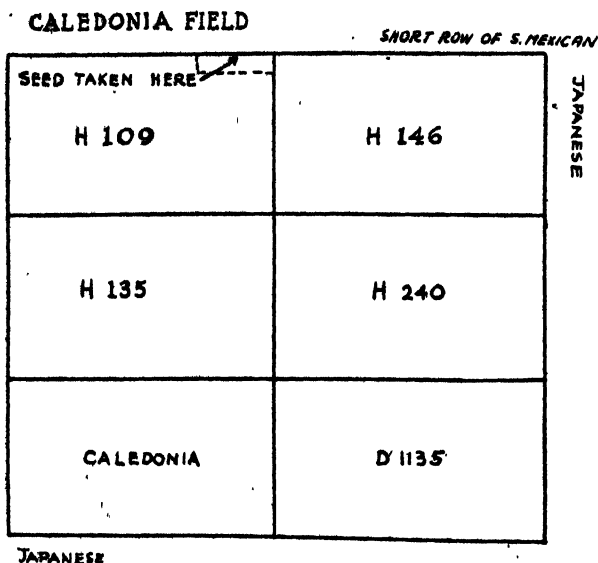 CALEDONIA FIELD
SHORT ROW OF S. MEXICAN
SEED TAKEN HERE
JAPANESE
H 109
H 146
H 135
H 240
CALEDONIA
D 1135
JAPANESE